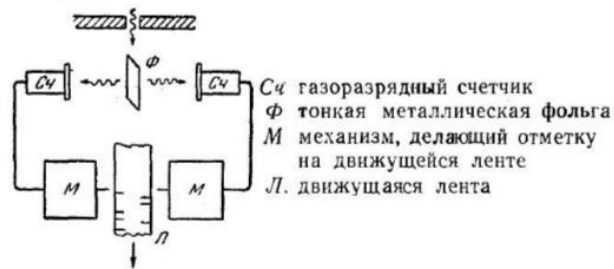 Ф
Сч
Сч
М
М
Л
Сч газоразрядный счетчик
Ф тонкая металлическая фольга
М механизм, делающий отметку
на движущейся ленте
Л. движущаяся лента